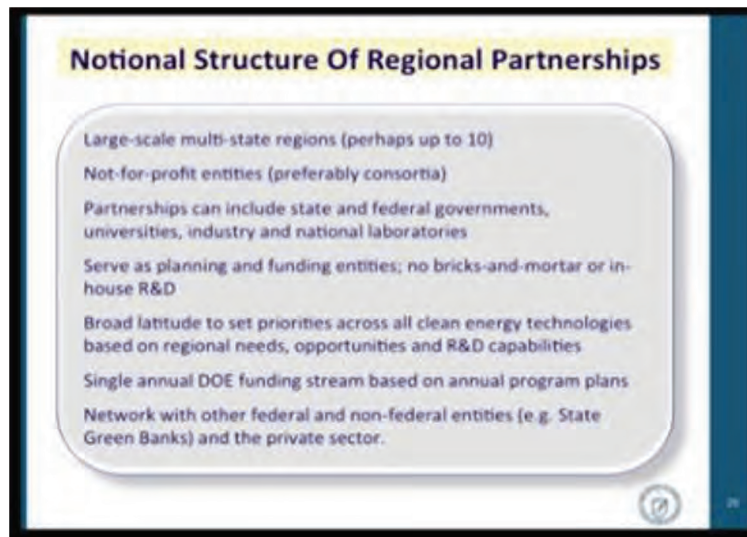 Notional Structure Of Regional Partnerships
Large-scale multi-state regions (perhaps up to 10)
Not-for-profit entities (preferably consortia)
Partnerships can include state and federal governments,
universities, industry and national laboratories
Serve as planning and funding entities; no bricks-and-mortar or in-
house R&D
Broad latitude to set priorities across all clean energy technologies
based on regional needs, opportunities and R&D capabilities
Single annual DOE funding stream based on annual program plans
Network with other federal and non-federal entities (e.g. State
Green Banks) and the private sector.